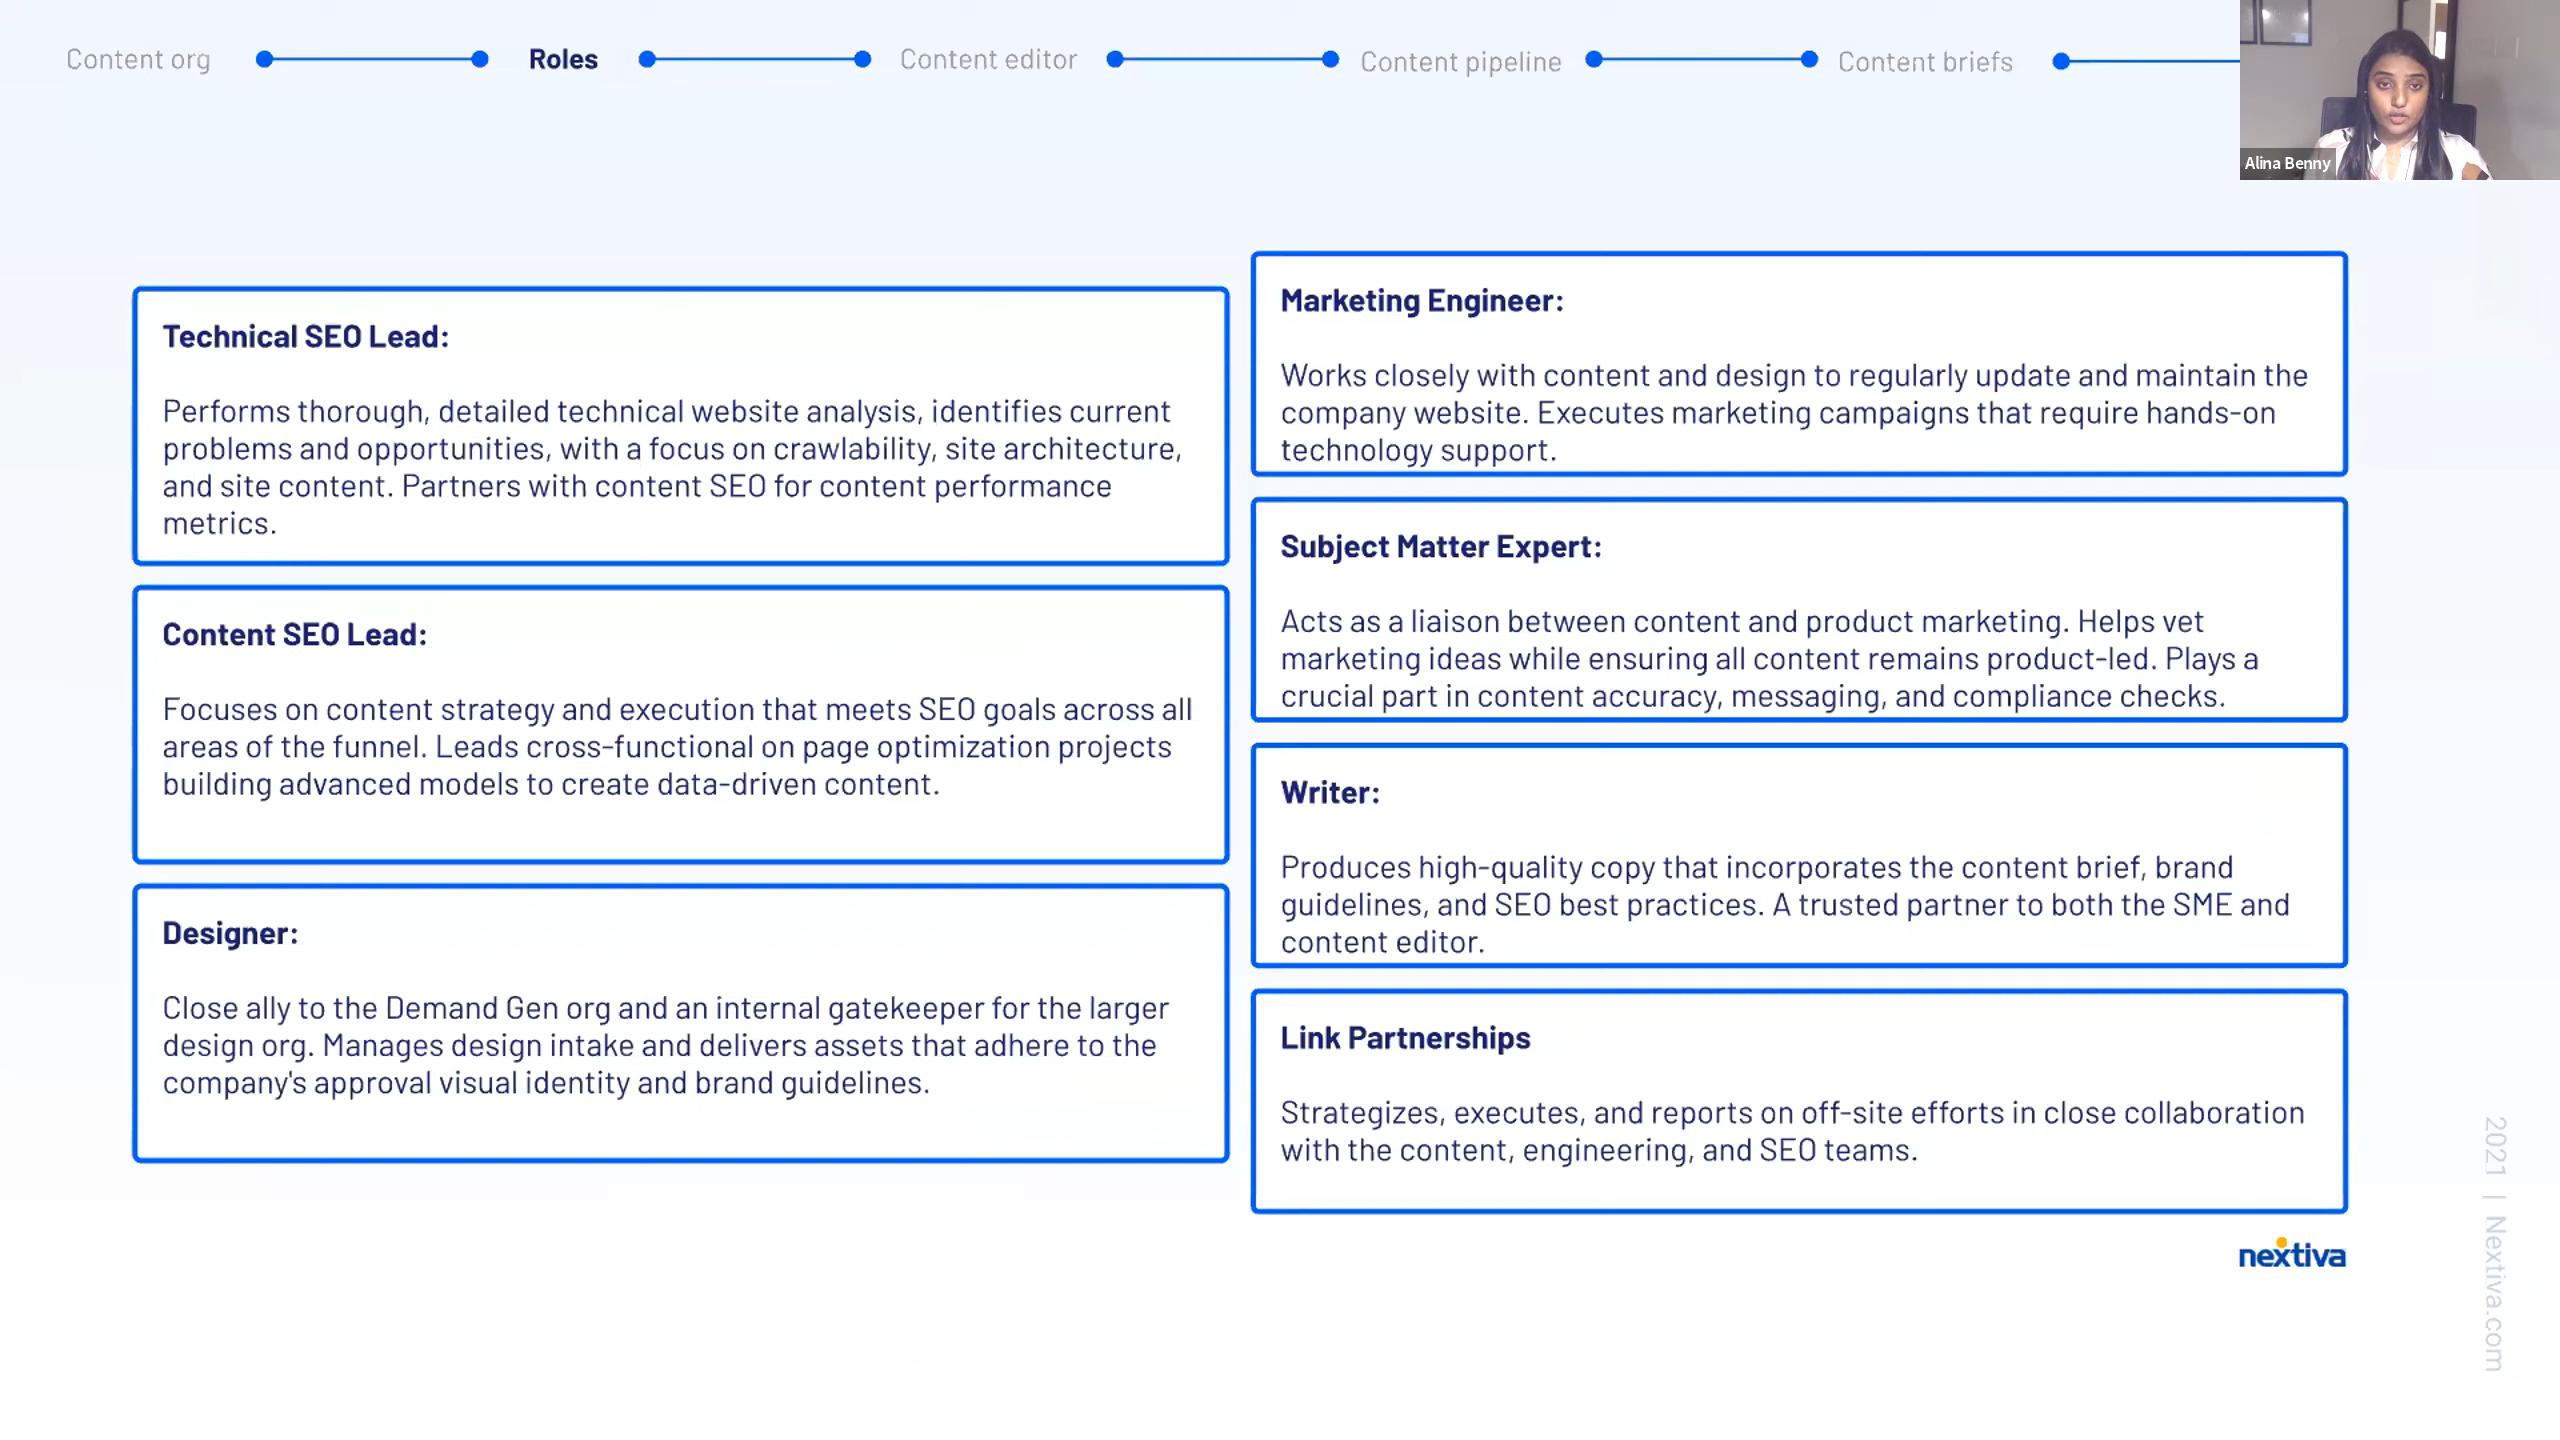 Content org
Roles
Content editor
Content pipeline
Content briefs
Alina Benny
Technical SEO Lead:
Performs thorough, detailed technical website analysis, identifies current
problems and opportunities, with a focus on crawlability, site architecture,
and site content. Partners with content SEO for content performance
metrics.
Content SEO Lead:
Focuses on content strategy and execution that meets SEO goals across all
areas of the funnel. Leads cross-functional on page optimization projects
building advanced models to create data-driven content.
Designer:
Close ally to the Demand Gen org and an internal gatekeeper for the larger
design org. Manages design intake and delivers assets that adhere to the
company's approval visual identity and brand guidelines.
Marketing Engineer:
Works closely with content and design to regularly update and maintain the
company website. Executes marketing campaigns that require hands-on
technology support.
Subject Matter Expert:
Acts as a liaison between content and product marketing. Helps vet
marketing ideas while ensuring all content remains product-led. Plays a
crucial part in content accuracy, messaging, and compliance checks.
Writer:
Produces high-quality copy that incorporates the content brief, brand
guidelines, and SEO best practices. A trusted partner to both the SME and
content editor.
Link Partnerships
Strategizes, executes, and reports on off-site efforts in close collaboration
with the content, engineering, and SEO teams.
nextiva
2021 | Nextiva.com